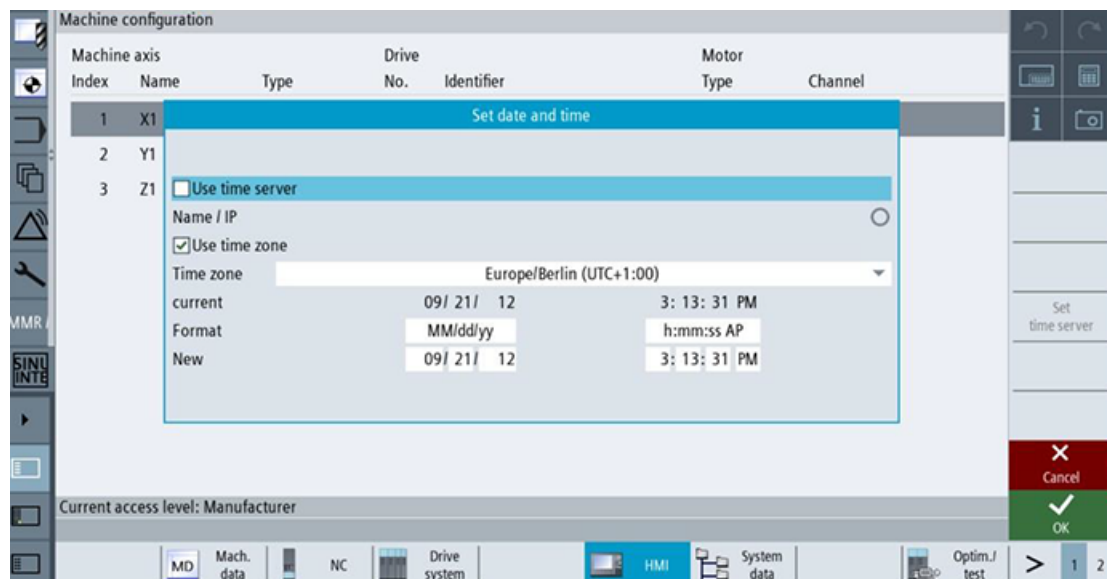 Machine configuration
Machine axis Drive Motor
Index Name Type No. Identifier Type Channel
1 X1
2 Y1
3 Z1
Set date and time
Use time server
Name / IP
Use time zone
Time zone Europe/Berlin (UTC+1:00)
current 09/ 21/ 12 3: 13: 31 PM
Format MM/dd/yy h:mm:ss AP
New 09/ 21/ 12 3: 13: 31 PM
MMR
SINU
INTE
i
Set
time server
Cancel
OK
Current access level: Manufacturer
MD Mach.
data
NC
Drive
system
HMI
System
data
Optim./
test
> 1 2